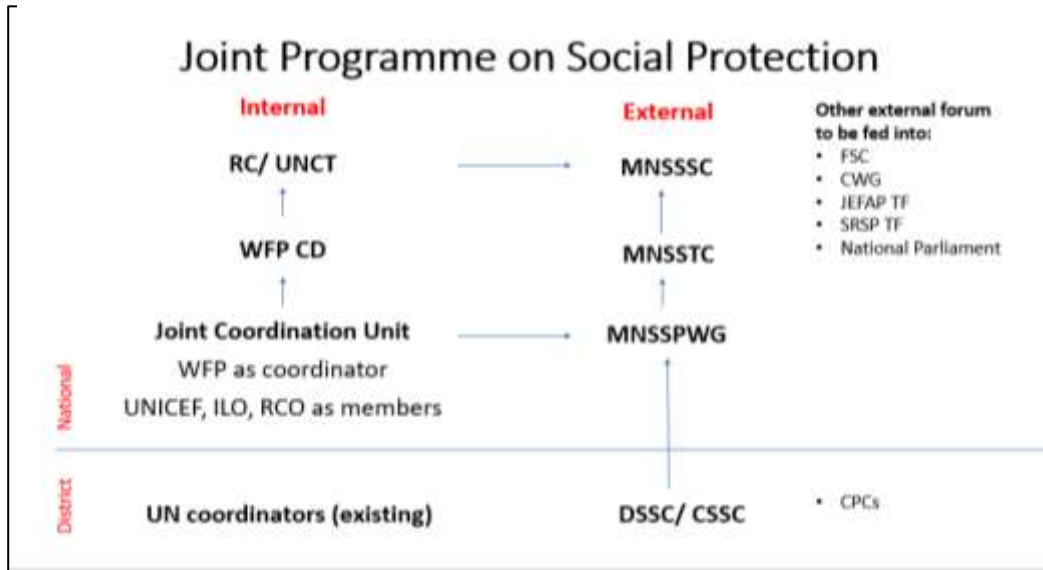 Joint Programme on Social Protection
Internal
External
Other external forum
to be fed into:
• FSC
• CWG
• JEFAP TF
• SRSP TF
• National Parliament
RC/ UNCT
MNSSSC
WFP CD
MNSSTC
Joint Coordination Unit
MNSSPWG
WFP as coordinator
UNICEF, ILO, RCO as members
National
District
UN coordinators (existing)
DSSC/ CSSC
• CPCs